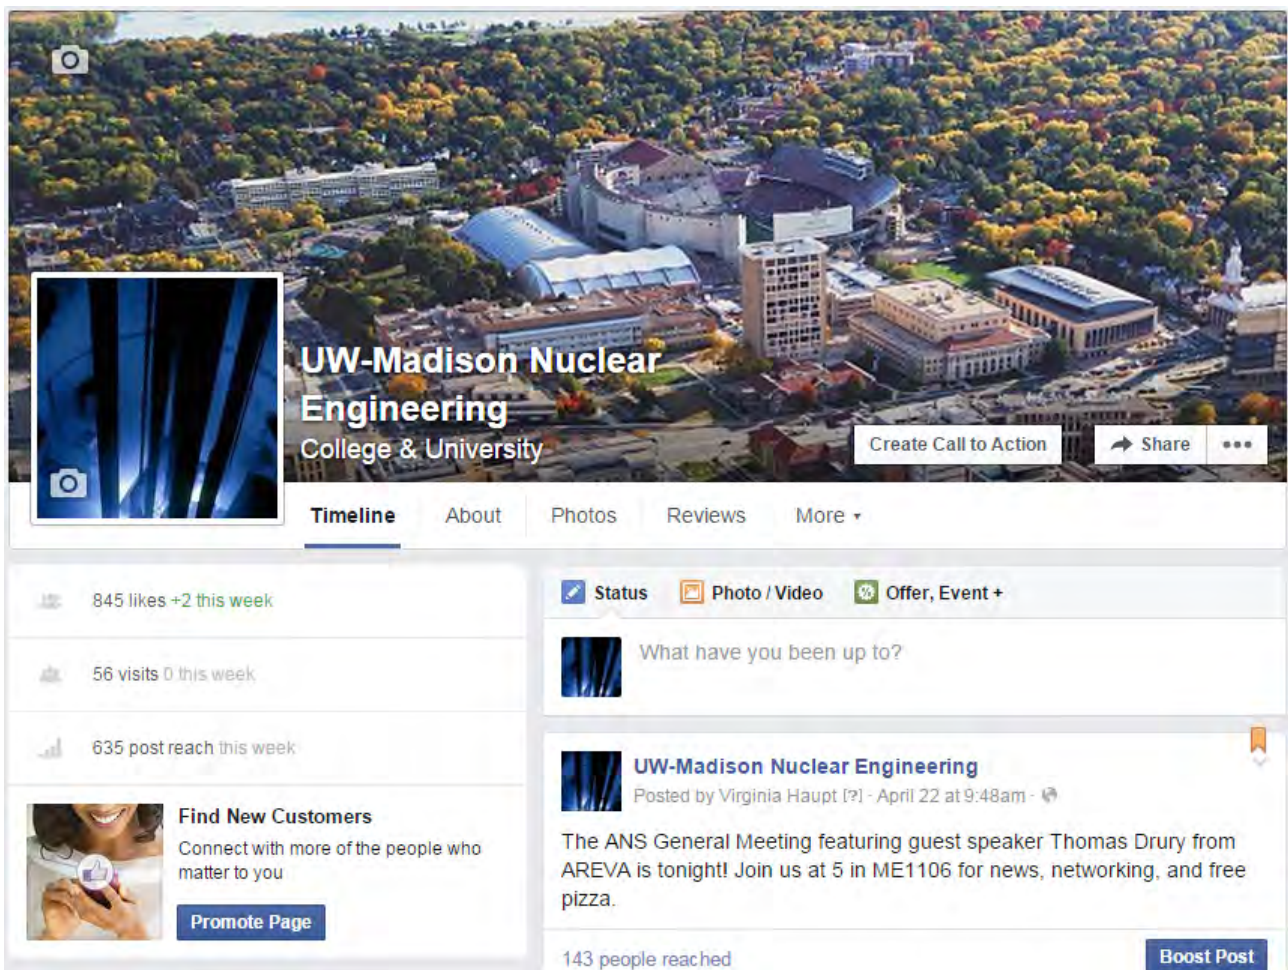 UW-Madison Nuclear
Engineering
College & University
Create Call to Action
Share
Timeline
About
Photos
Reviews
More
845 likes +2 this week
56 visits 0 this week
635 post reach this week
Find New Customers
Connect with more of the people who
matter to you
Promote Page
Status
Photo / Video
Offer, Event +
What have you been up to?
UW-Madison Nuclear Engineering
Posted by Virginia Haupt [?] · April 22 at 9:48am ·
The ANS General Meeting featuring guest speaker Thomas Drury from
AREVA is tonight! Join us at 5 in ME1106 for news, networking, and free
pizza.
143 people reached
Boost Post